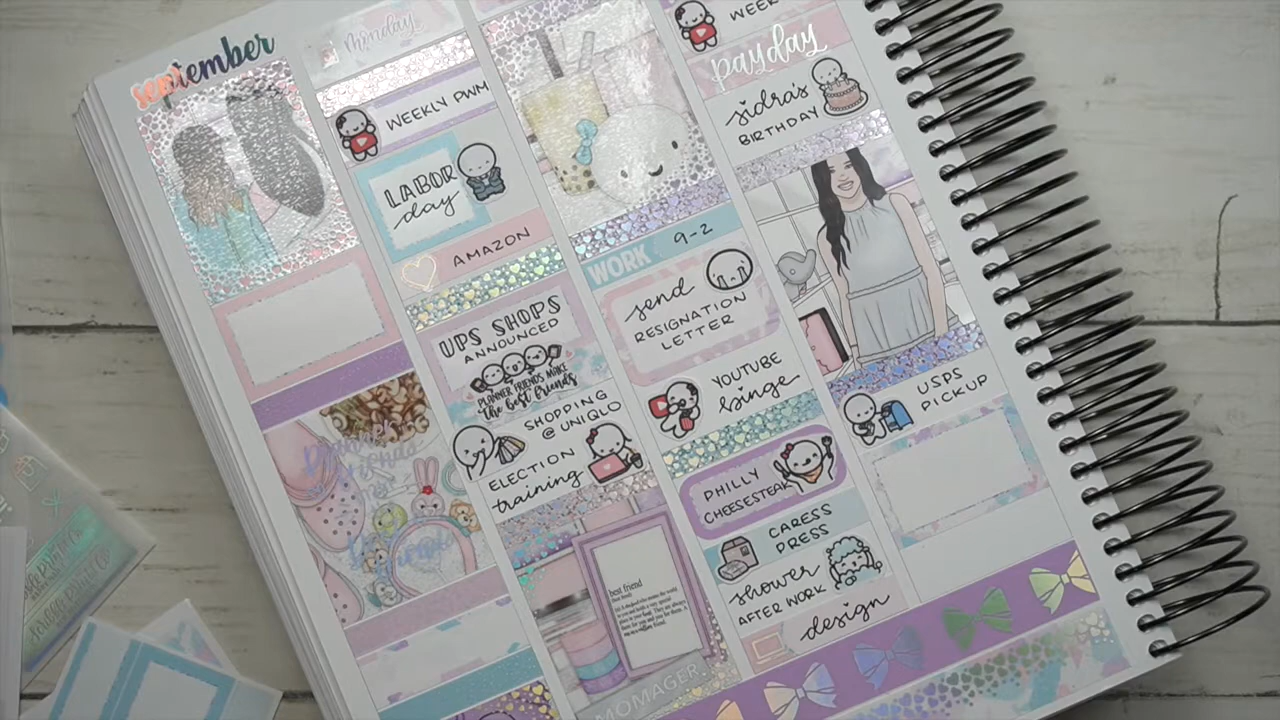 september
monday
WEEKLY PWM
LABOR
day
AMAZON
UPS SHOPS
ANNOUNCED
PLANNER FRIENDS MAKE
the best friends
SHOPPING
@ UNIQLO
ELECTION
training
best friend
MOMAGER
WORK 9-2
send
RESIGNATION
LETTER
YOUTUBE
binge
PHILLY
CHEESESTEAK
CARESS
PRESS
shower
AFTER WORK
design
payday
sidra's
BIRTHDAY
USPS
PICKUP